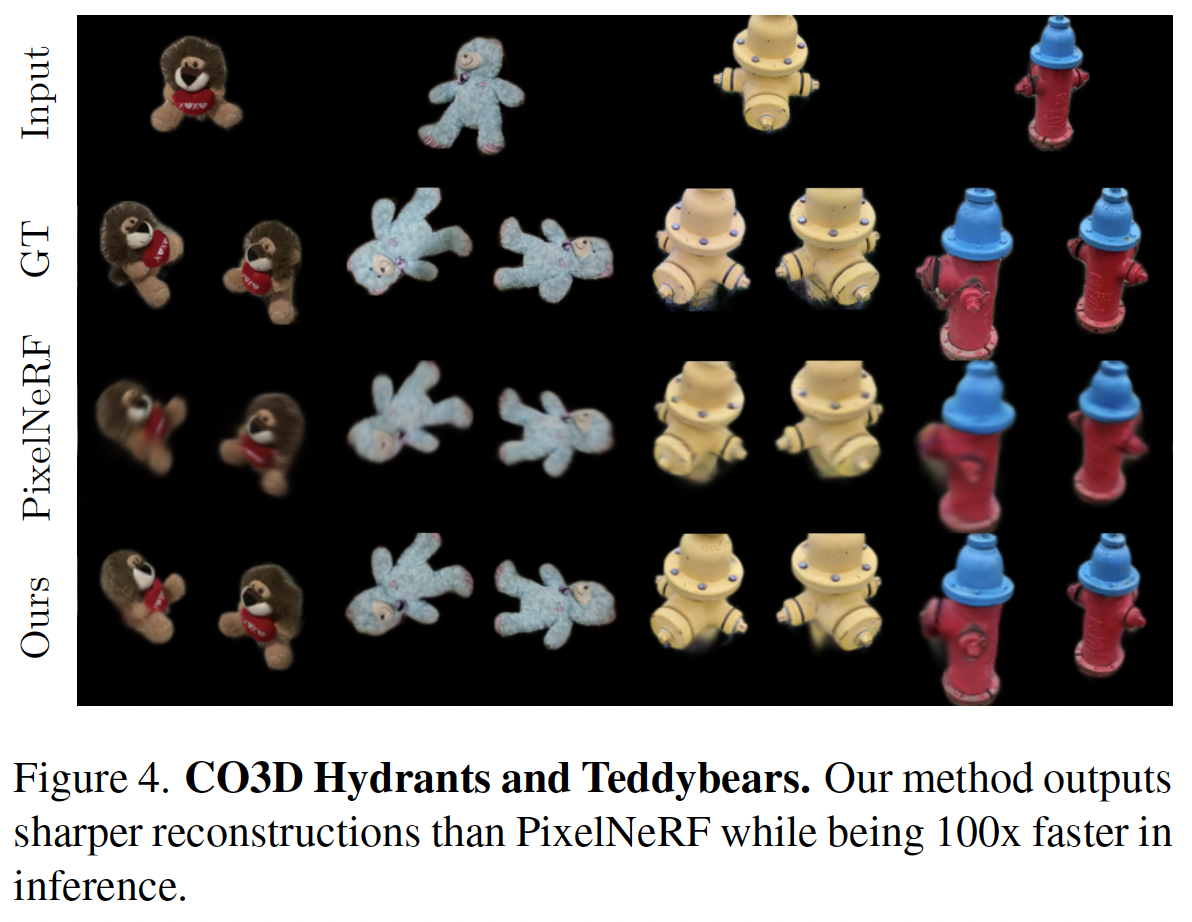 Input
GT
PixelNeRF
Ours
Figure 4. CO3D Hydrants and Teddybears. Our method outputs
sharper reconstructions than PixelNeRF while being 100x faster in
inference.